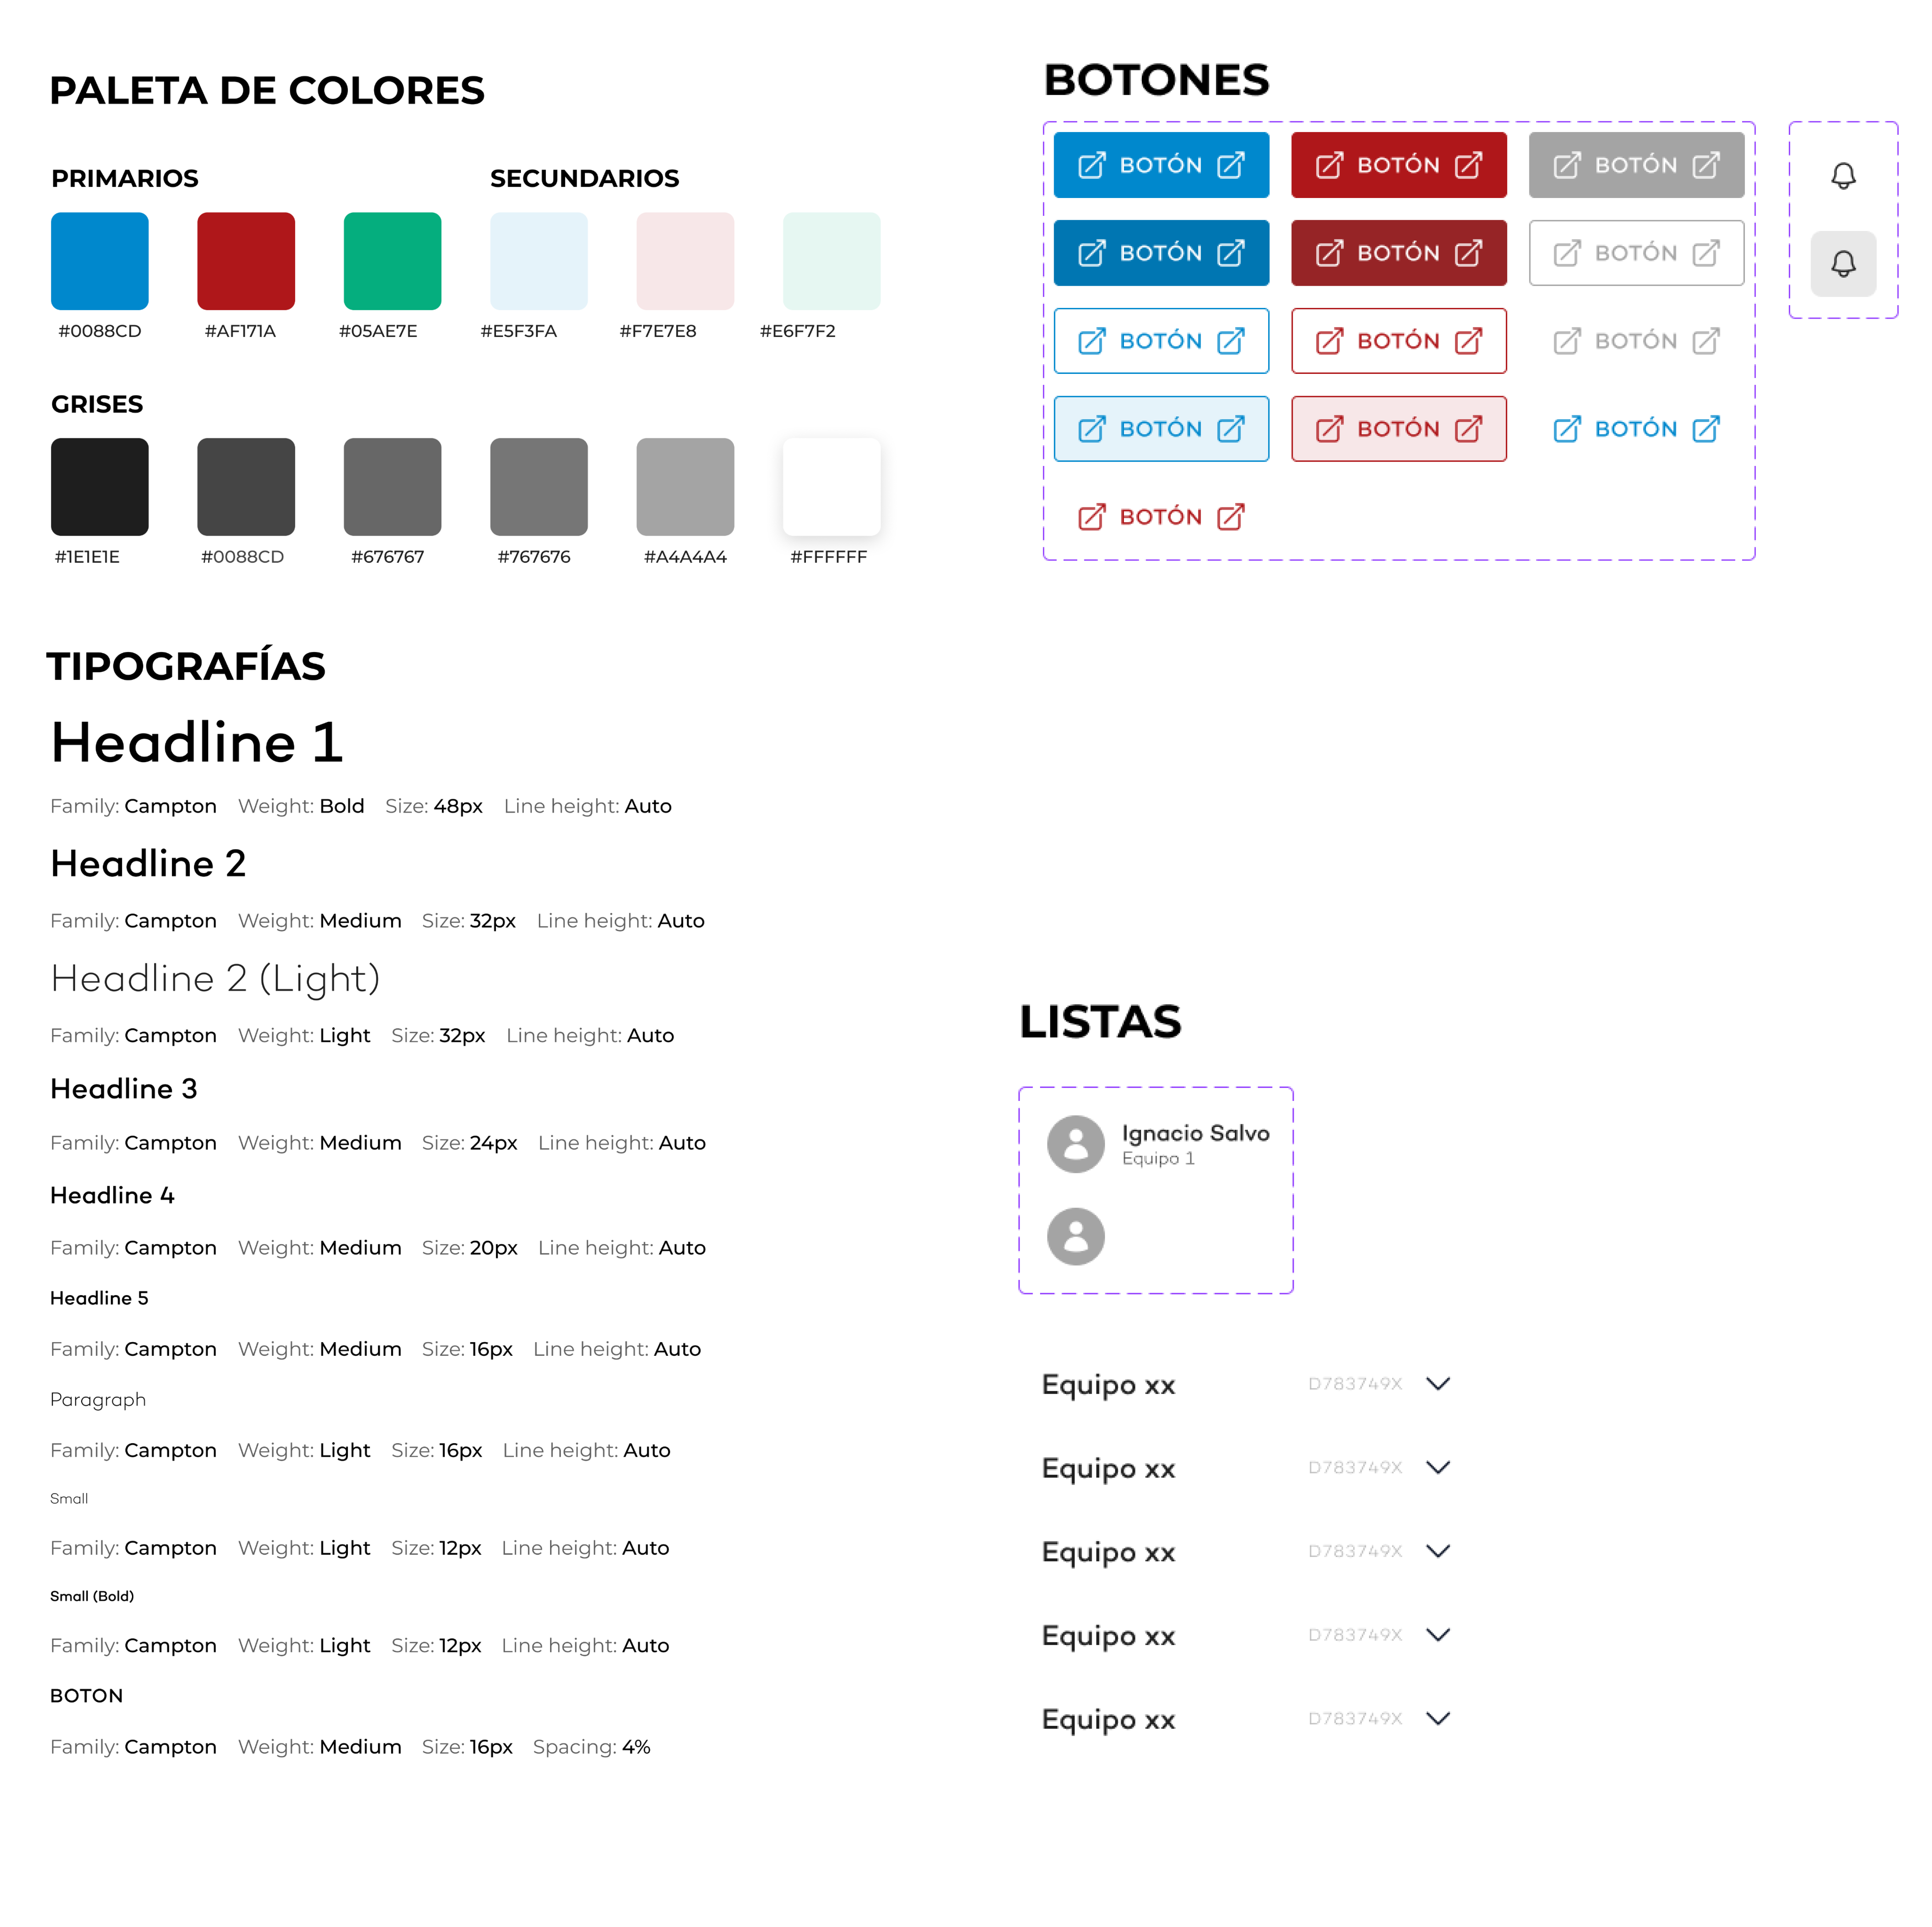 PALETA DE COLORES
PRIMARIOS
SECUNDARIOS
#0088CD
#AF171A
#05AE7E
#E5F3FA
#F7E7E8
#E6F7F2
GRISES
#1E1E1E
#0088CD
#676767
#767676
#A4A4A4
#FFFFFF
BOTONES
BOTÓN
BOTÓN
BOTÓN
BOTÓN
BOTÓN
BOTÓN
BOTÓN
BOTÓN
BOTÓN
BOTÓN
BOTÓN
BOTÓN
BOTÓN
TIPOGRAFÍAS
Headline 1
Family: Campton Weight: Bold Size: 48px Line height: Auto
Headline 2
Family: Campton Weight: Medium Size: 32px Line height: Auto
Headline 2 (Light)
Family: Campton Weight: Light Size: 32px Line height: Auto
Headline 3
Family: Campton Weight: Medium Size: 24px Line height: Auto
Headline 4
Family: Campton Weight: Medium Size: 20px Line height: Auto
Headline 5
Family: Campton Weight: Medium Size: 16px Line height: Auto
Paragraph
Family: Campton Weight: Light Size: 16px Line height: Auto
Small
Family: Campton Weight: Light Size: 12px Line height: Auto
Small (Bold)
Family: Campton Weight: Light Size: 12px Line height: Auto
BOTON
Family: Campton Weight: Medium Size: 16px Spacing: 4%
LISTAS
Ignacio Salvo
Equipo 1
Equipo xx D783749X
Equipo xx D783749X
Equipo xx D783749X
Equipo xx D783749X
Equipo xx D783749X